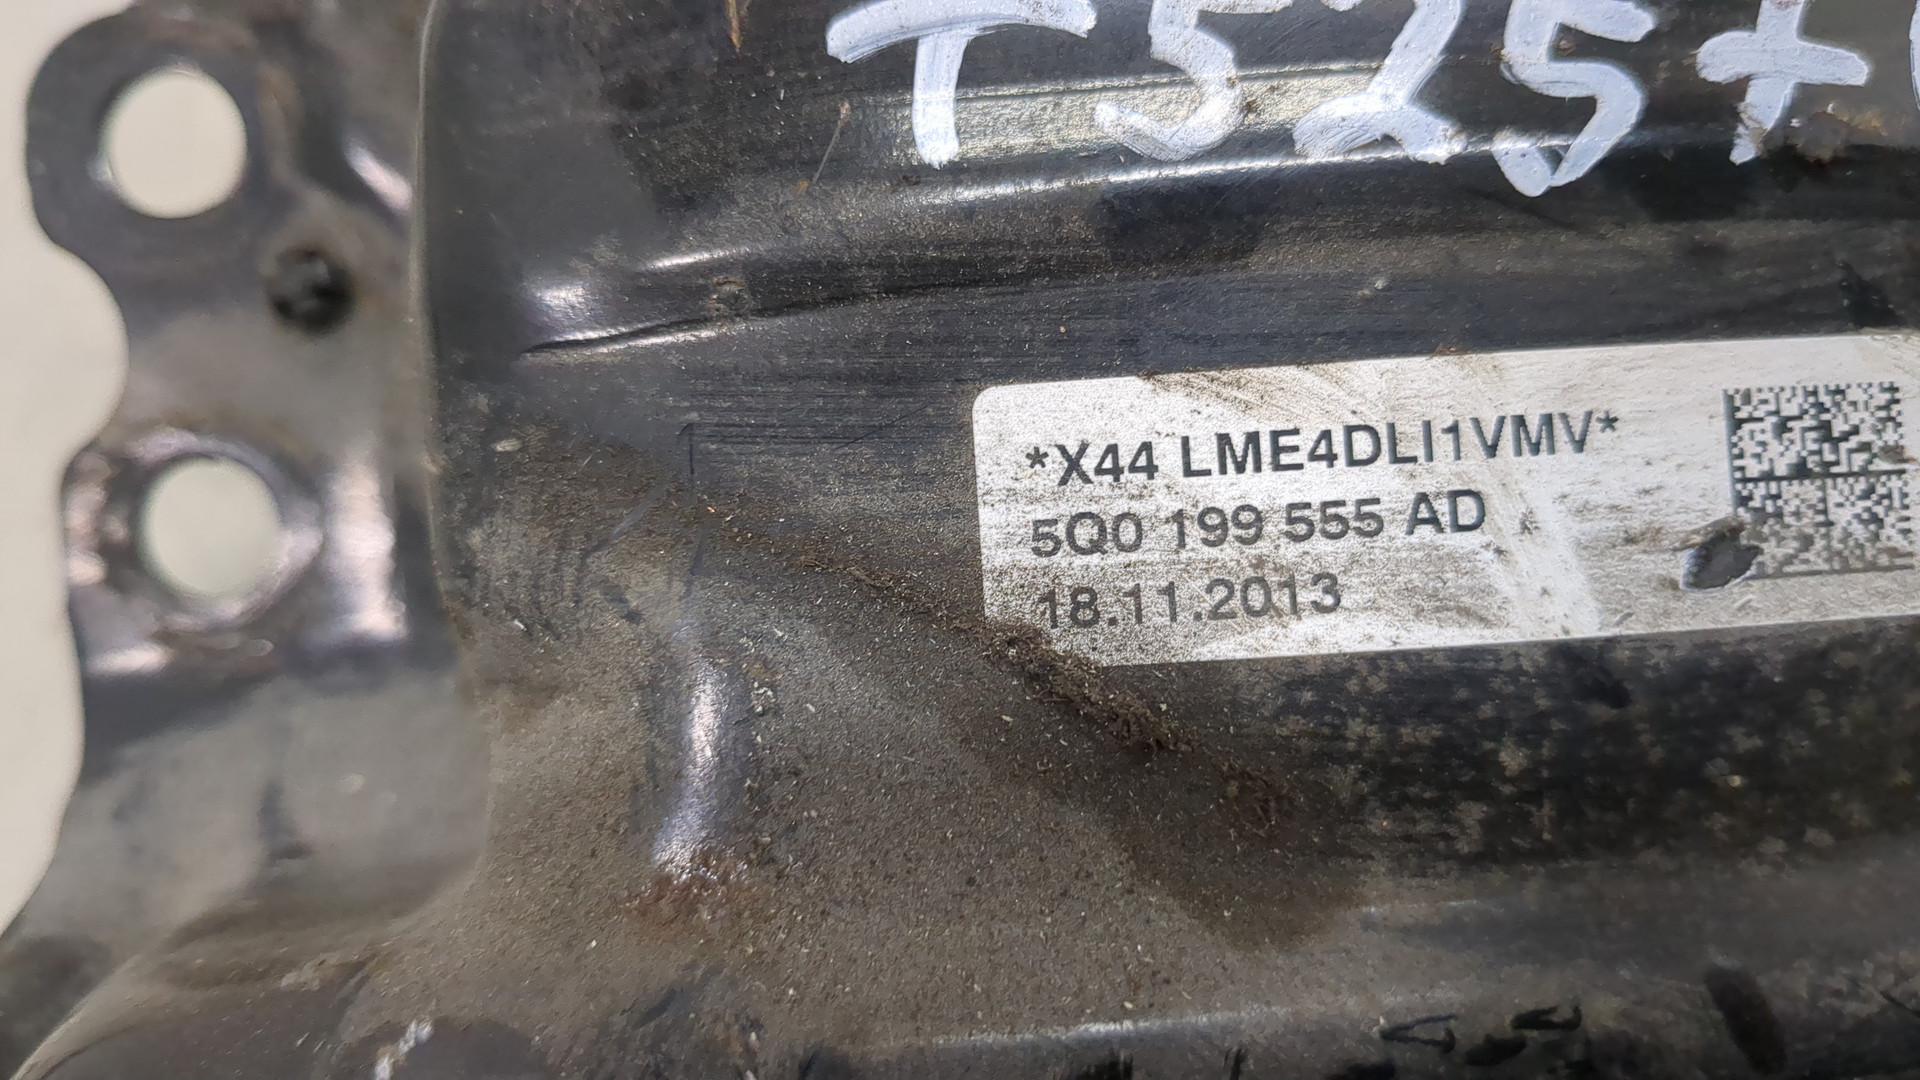 T525+
*X44 LME4DLI1VMV*
5Q0 199 555 AD
18.11.2013